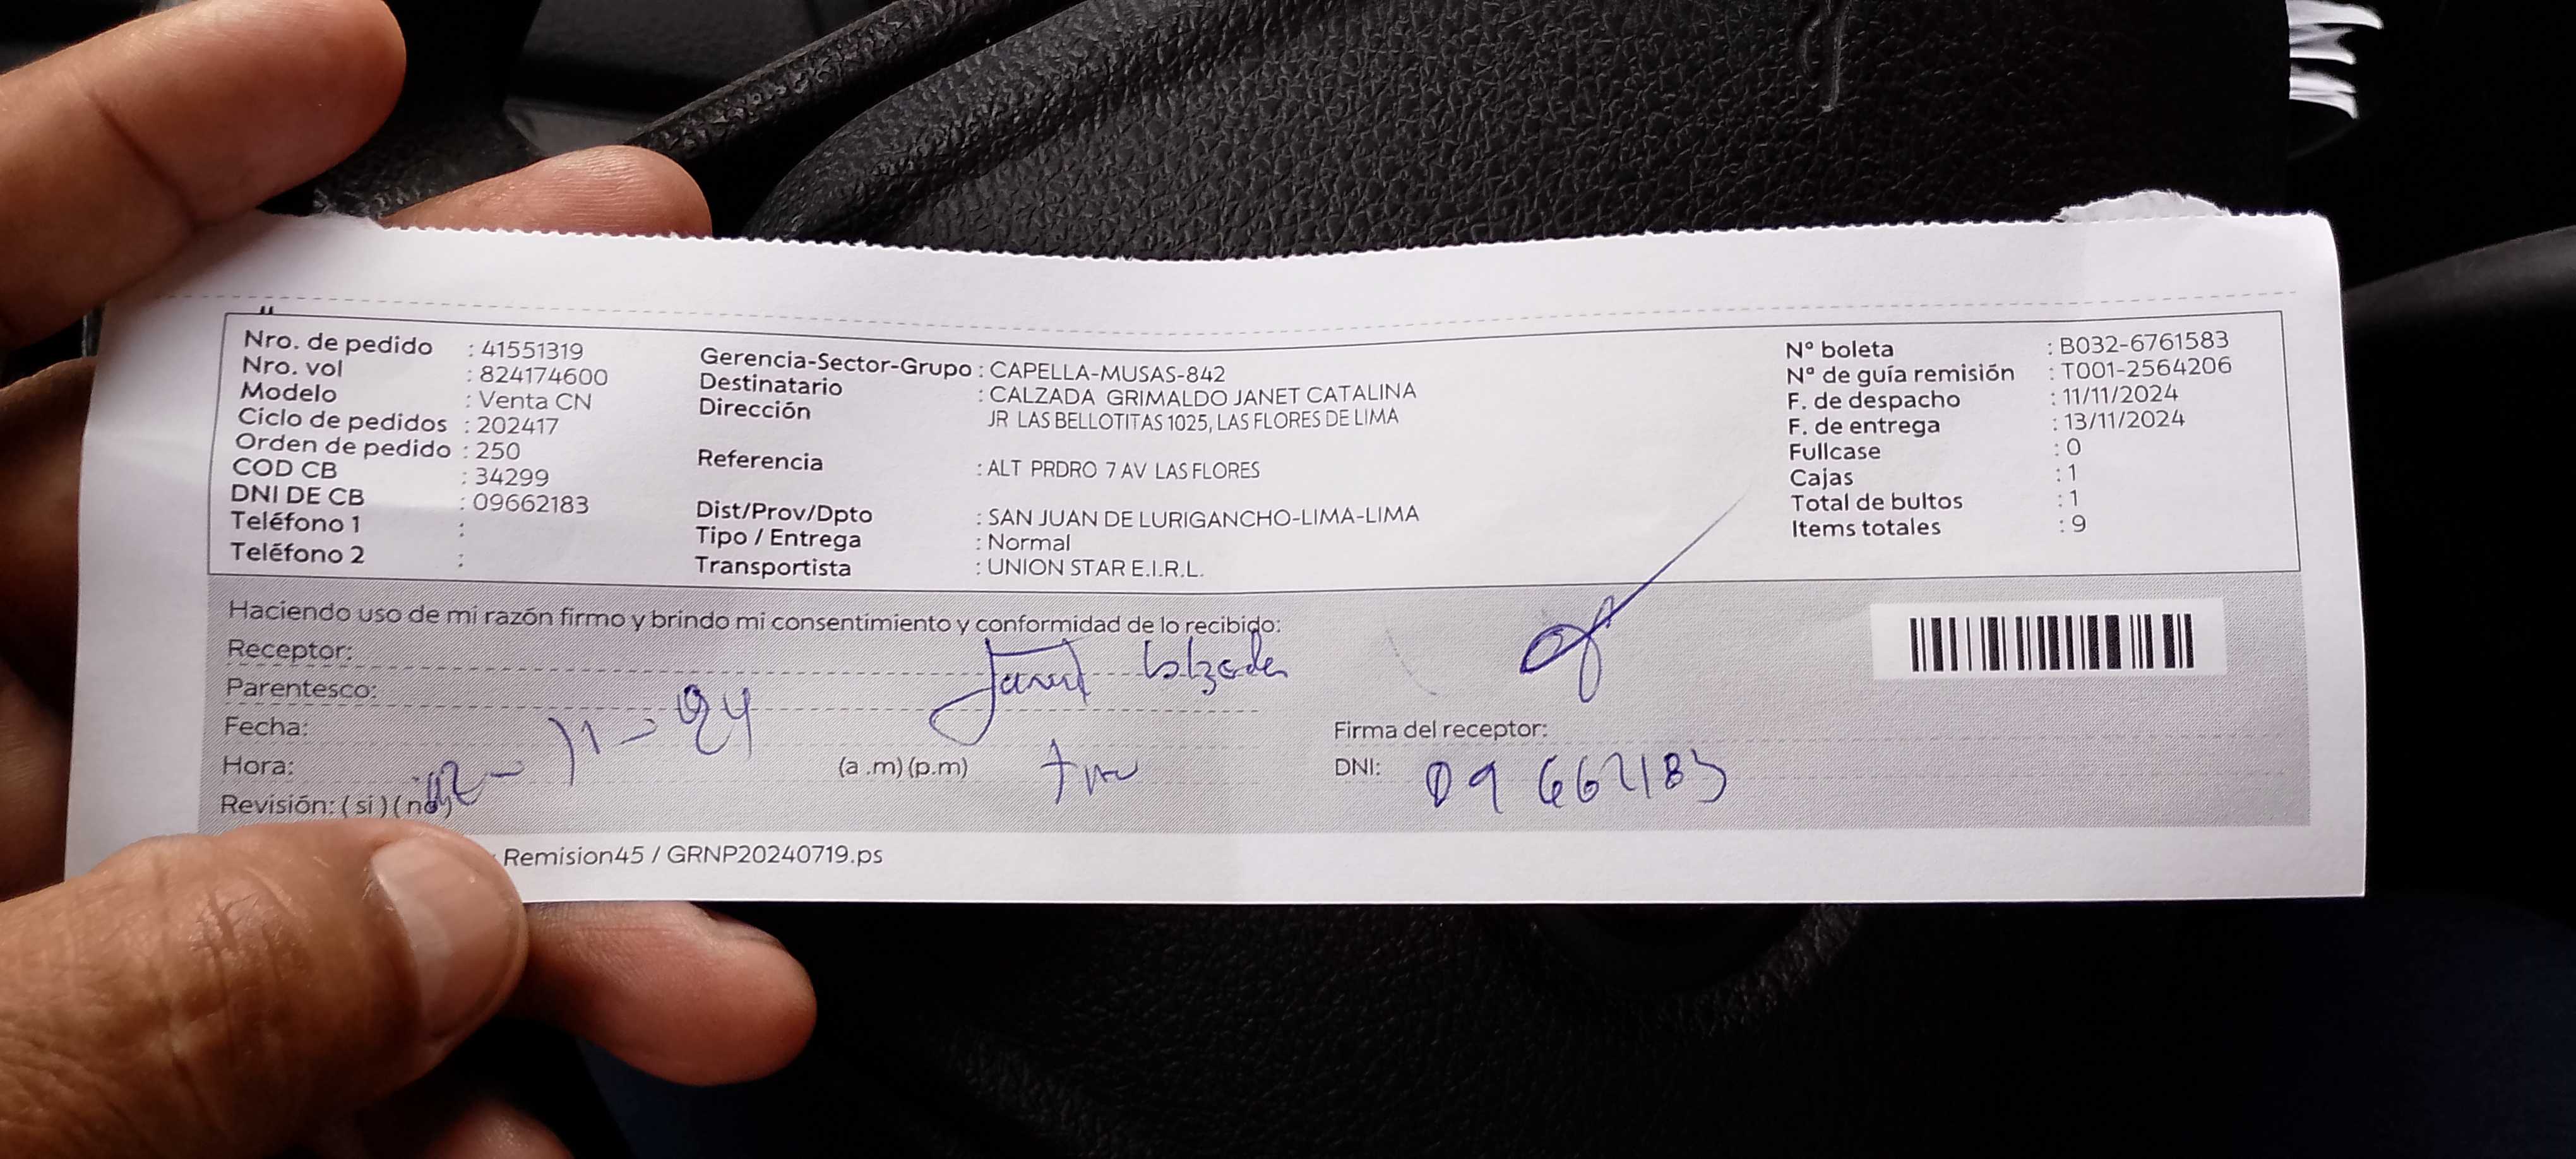 Nro. de pedido : 41551319
Nro. vol : 824174600
Modelo : Venta CN
Ciclo de pedidos : 202417
Orden de pedido : 250
COD CB : 34299
DNI DE CB : 09662183
Teléfono 1 :
Teléfono 2 :
Gerencia-Sector-Grupo : CAPELLA-MUSAS-842
Destinatario : CALZADA GRIMALDO JANET CATALINA
Dirección JR LAS BELLOTITAS 1025, LAS FLORES DE LIMA
Referencia : ALT PRDRO 7 AV LAS FLORES
Dist/Prov/Dpto : SAN JUAN DE LURIGANCHO-LIMA-LIMA
Tipo / Entrega : Normal
Transportista : UNION STAR E.I.R.L.
Nº boleta : B032-6761583
Nº de guía remisión : T001-2564206
F. de despacho : 11/11/2024
F. de entrega : 13/11/2024
Fullcase : 0
Cajas : 1
Total de bultos : 1
Items totales : 9
Haciendo uso de mi razón firmo y brindo mi consentimiento y conformidad de lo recibido:
Receptor: Janet Calzada
Parentesco:
Fecha: 12-11-24
Hora: (a .m) (p.m)
Revisión: ( si ) ( no )
Firma del receptor:
DNI: 09 662183
Remision45 / GRNP20240719.ps